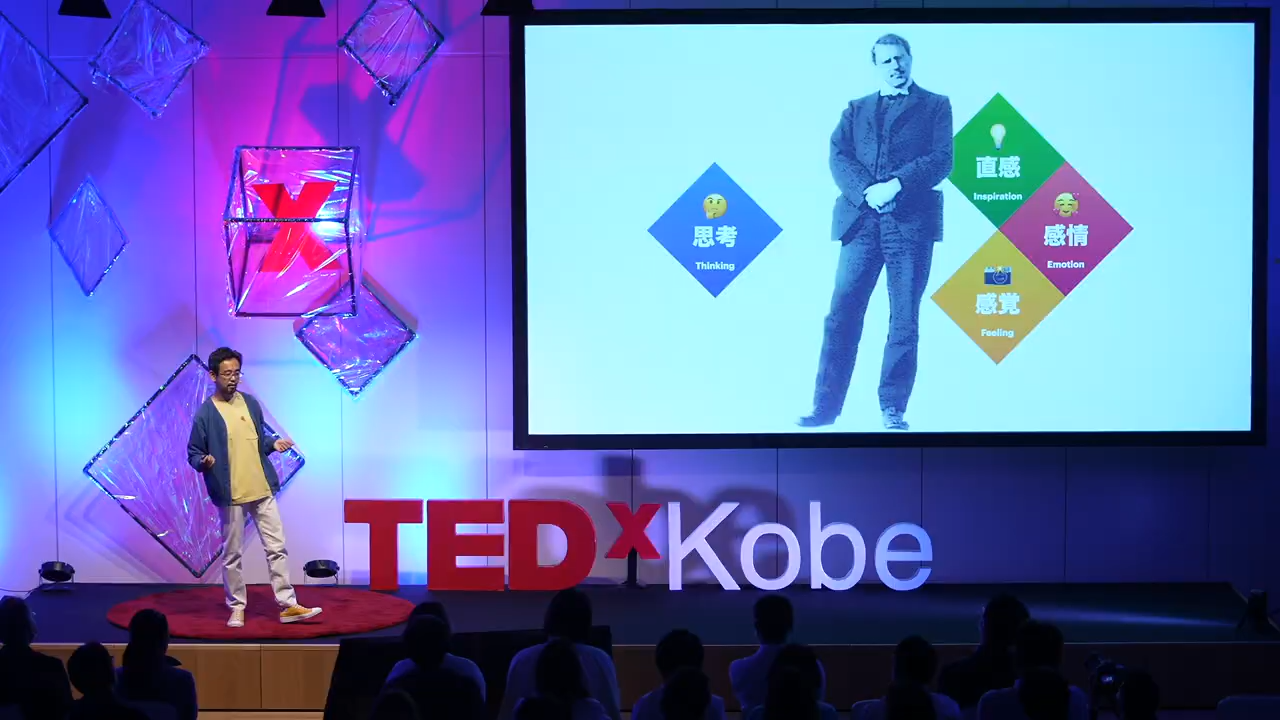 X
思考
Thinking
直感
Inspiration
感情
Emotion
感覚
Feeling
TEDxKobe